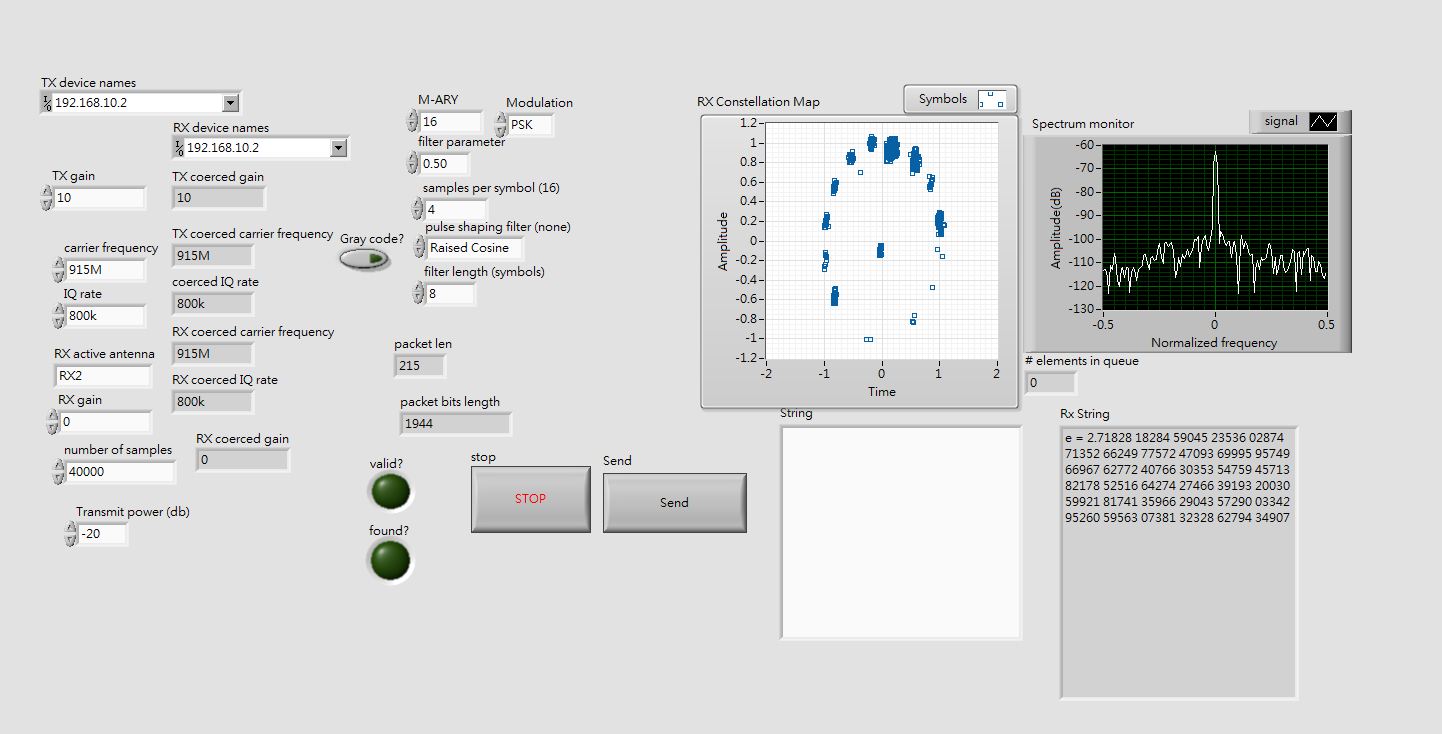 TX device names
192.168.10.2
RX device names
192.168.10.2
TX gain
10
TX coerced gain
10
carrier frequency
915M
TX coerced carrier frequency
915M
IQ rate
800k
coerced IQ rate
800k
RX coerced carrier frequency
915M
RX active antenna
RX2
RX coerced IQ rate
800k
RX gain
0
RX coerced gain
0
number of samples
40000
Transmit power (db)
-20
Gray code?
M-ARY
16
Modulation
PSK
filter parameter
0.50
samples per symbol (16)
4
pulse shaping filter (none)
Raised Cosine
filter length (symbols)
8
packet len
215
packet bits length
1944
valid?
found?
stop
STOP
Send
Send
RX Constellation Map
Symbols
Amplitude
1.2
1
0.8
0.6
0.4
0.2
0
-0.2
-0.4
-0.6
-0.8
-1
-1.2
-2
-1
0
1
2
Time
Spectrum monitor
signal
Amplitude(dB)
-60
-70
-80
-90
-100
-110
-120
-130
-0.5
0
0.5
Normalized frequency
# elements in queue
0
String
Rx String
e = 2.71828 18284 59045 23536 02874
71352 66249 77572 47093 69995 95749
66967 62772 40766 30353 54759 45713
82178 52516 64274 27466 39193 20030
59921 81741 35966 29043 57290 03342
95260 59563 07381 32328 62794 34907